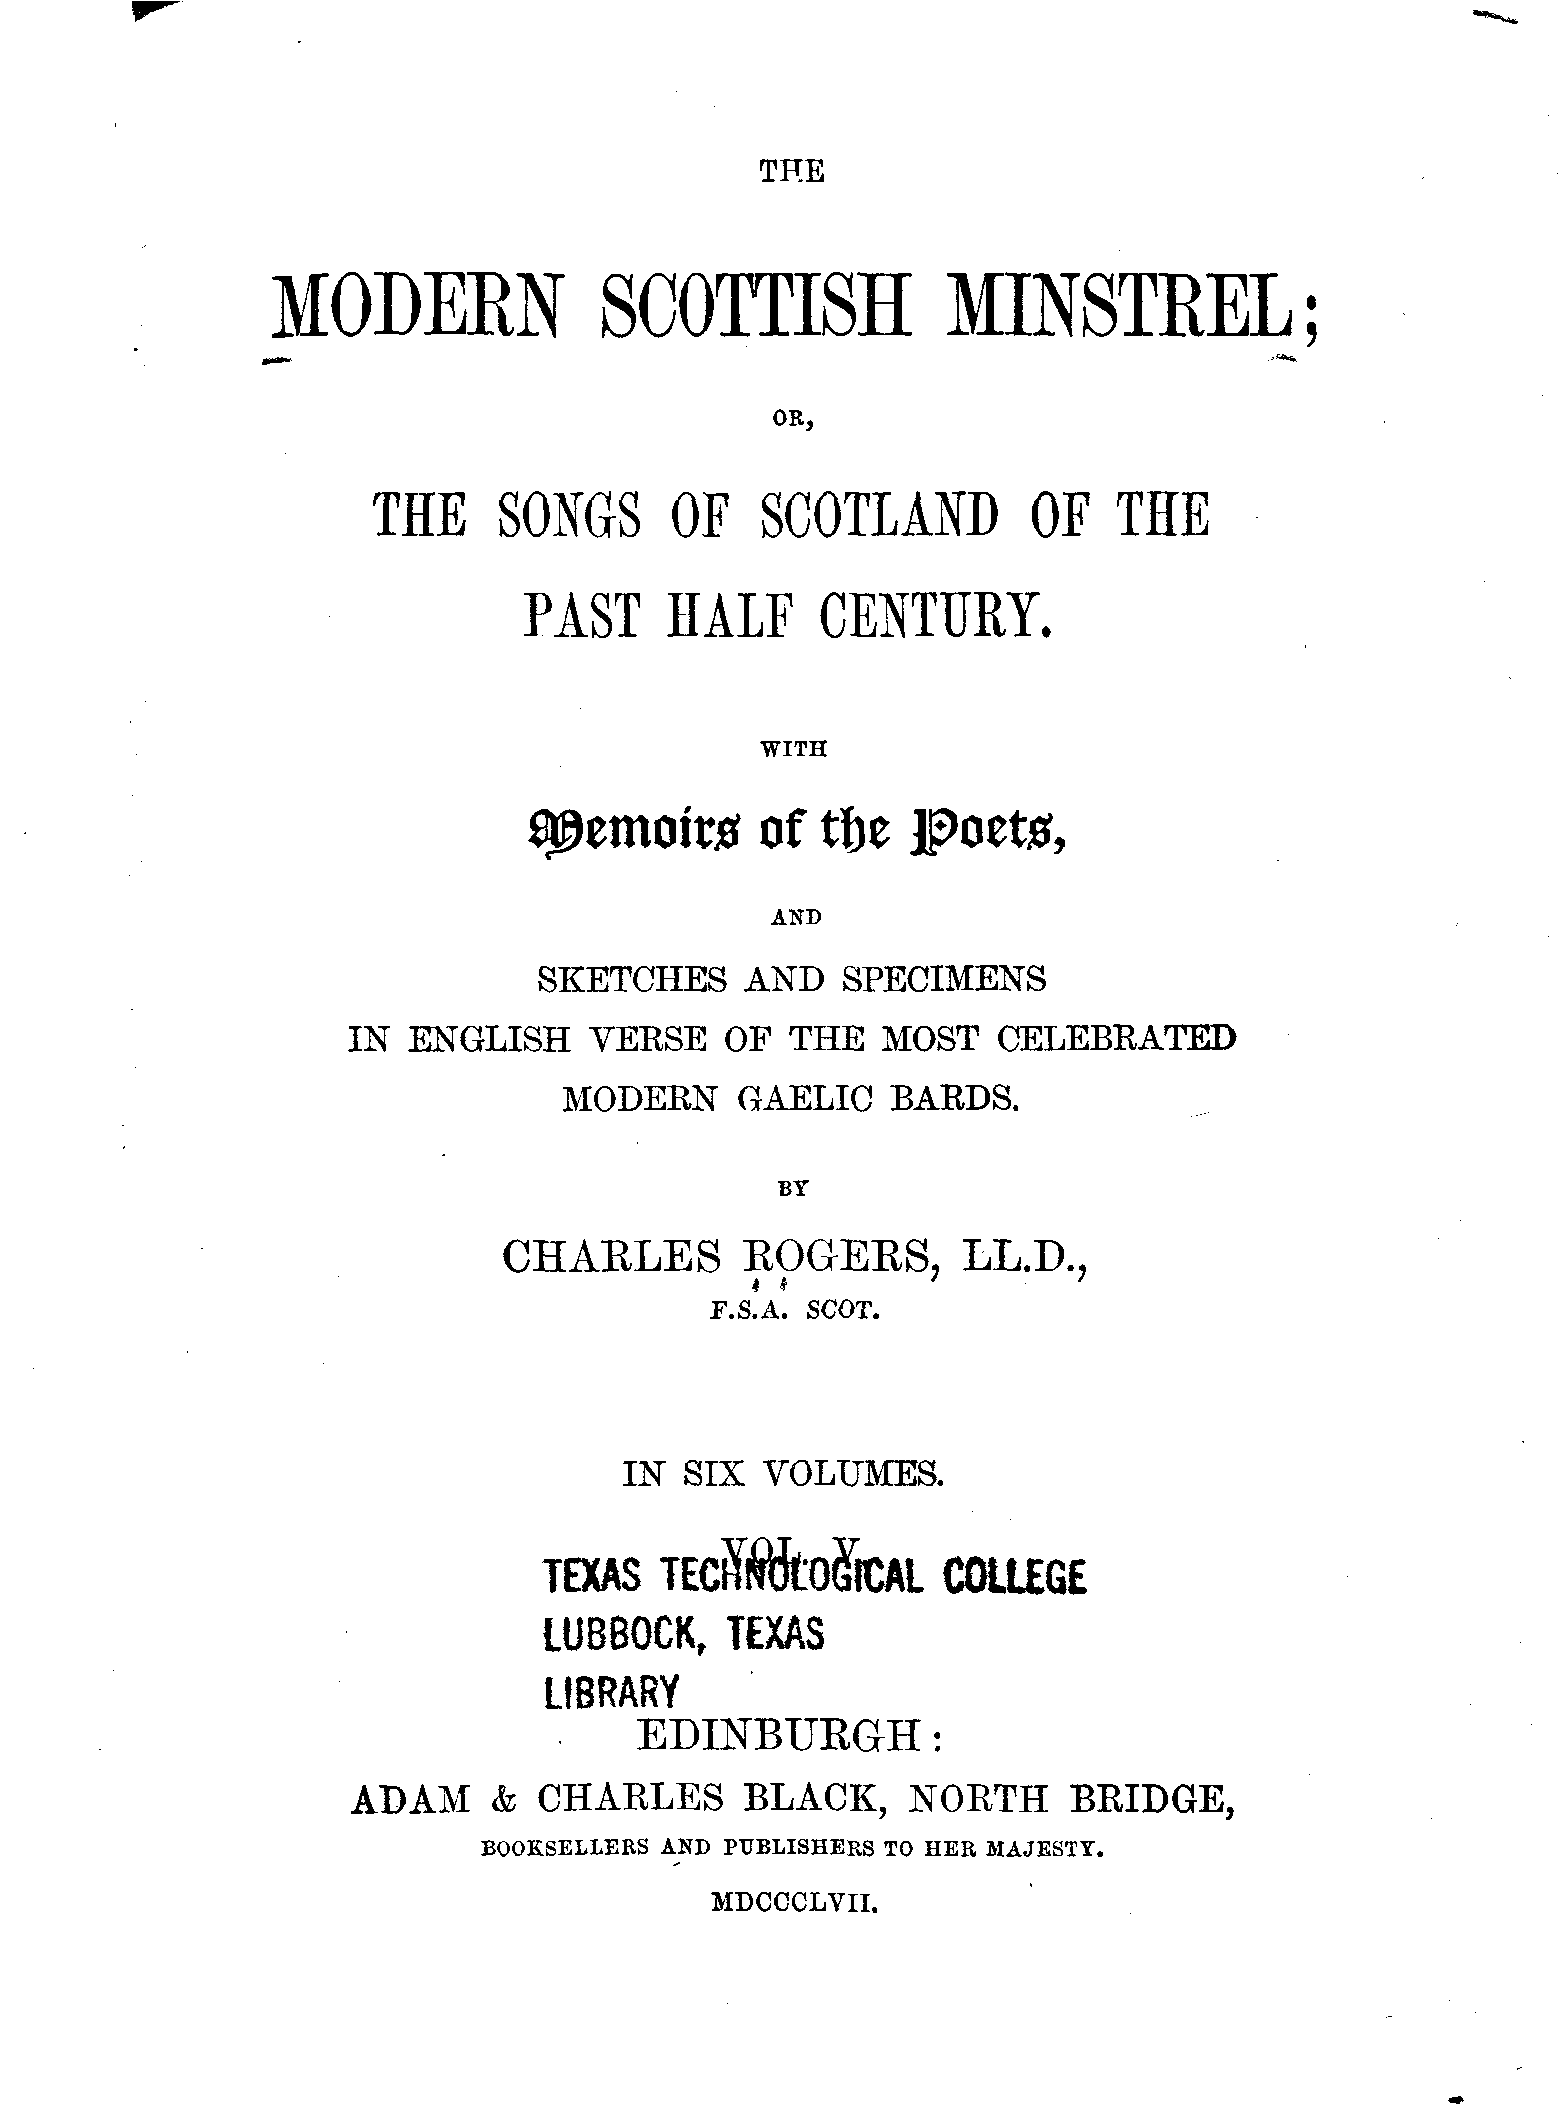 THE
MODERN SCOTTISH MINSTREL;
OR,
THE SONGS OF SCOTLAND OF THE
PAST HALF CENTURY.
WITH
Memoirs of the Poets,
AND
SKETCHES AND SPECIMENS
IN ENGLISH VERSE OF THE MOST CELEBRATED
MODERN GAELIC BARDS.
BY
CHARLES ROGERS, LL.D.,
F.S.A. SCOT.
IN SIX VOLUMES.
VOL. V.
TEXAS TECHNOLOGICAL COLLEGE
LUBBOCK, TEXAS
LIBRARY
EDINBURGH:
ADAM & CHARLES BLACK, NORTH BRIDGE,
BOOKSELLERS AND PUBLISHERS TO HER MAJESTY.
MDCCCLVII.